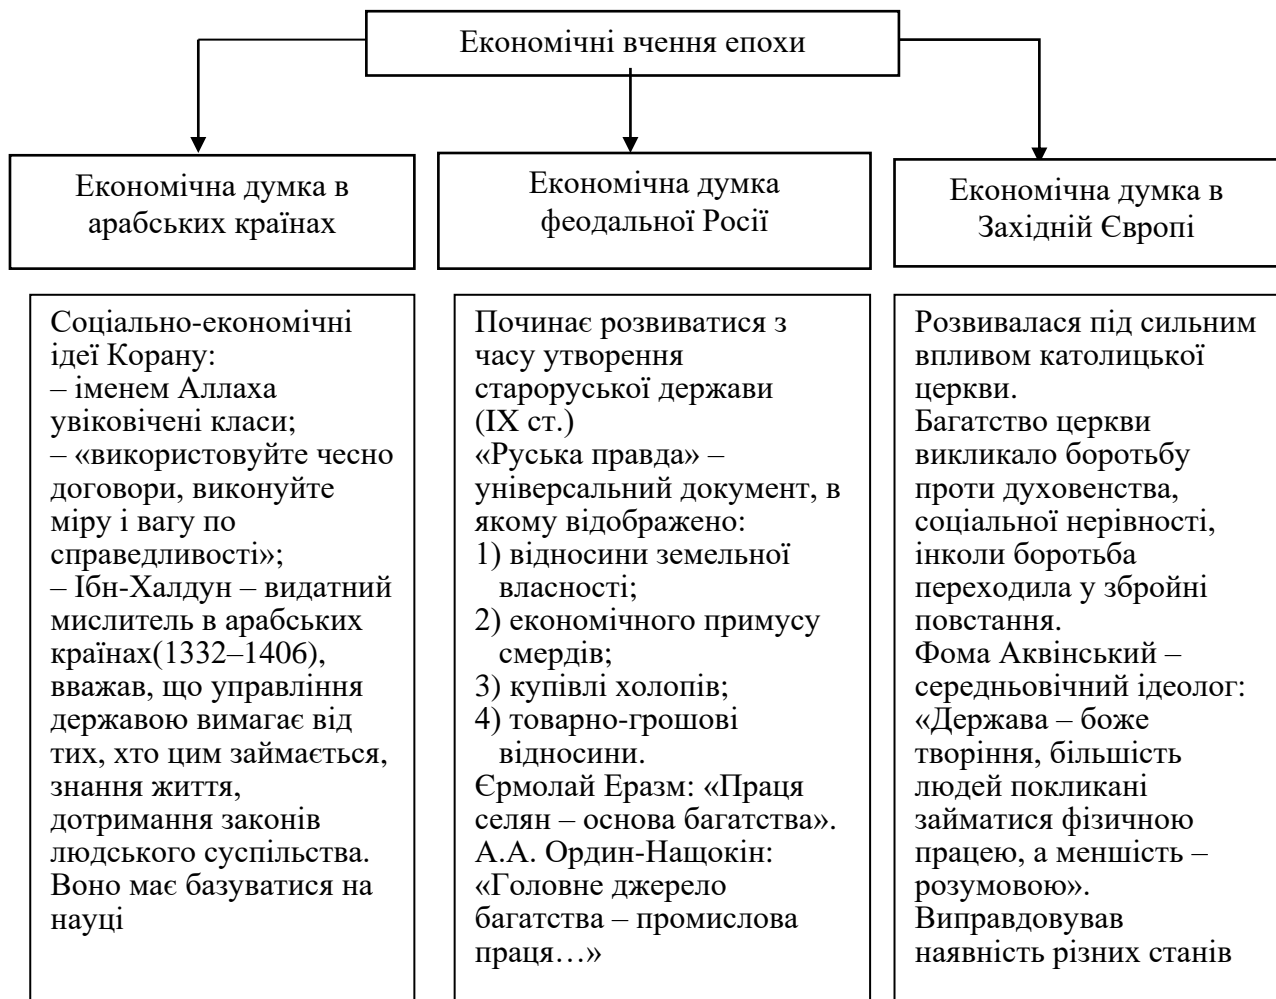 Економічні вчення епохи
Економічна думка в
арабських країнах
Економічна думка
феодальної Росії
Економічна думка в
Західній Європі
Соціально-економічні
ідеї Корану:
– іменем Аллаха
увіковічені класи;
– «використовуйте чесно
договори, виконуйте
міру і вагу по
справедливості»;
– Ібн-Халдун – видатний
мислитель в арабських
країнах(1332–1406),
вважав, що управління
державою вимагає від
тих, хто цим займається,
знання життя,
дотримання законів
людського суспільства.
Воно має базуватися на
науці
Починає розвиватися з
часу утворення
староруської держави
(IX ст.)
«Руська правда» –
універсальний документ, в
якому відображено:
1) відносини земельної
власності;
2) економічного примусу
смердів;
3) купівлі холопів;
4) товарно-грошові
відносини.
Єрмолай Еразм: «Праця
селян – основа багатства».
А.А. Ордин-Нащокін:
«Головне джерело
багатства – промислова
праця…»
Розвивалася під сильним
впливом католицької
церкви.
Багатство церкви
викликало боротьбу
проти духовенства,
соціальної нерівності,
інколи боротьба
переходила у збройні
повстання.
Фома Аквінський –
середньовічний ідеолог:
«Держава – боже
творіння, більшість
людей покликані
займатися фізичною
працею, а меншість –
розумовою».
Виправдовував
наявність різних станів